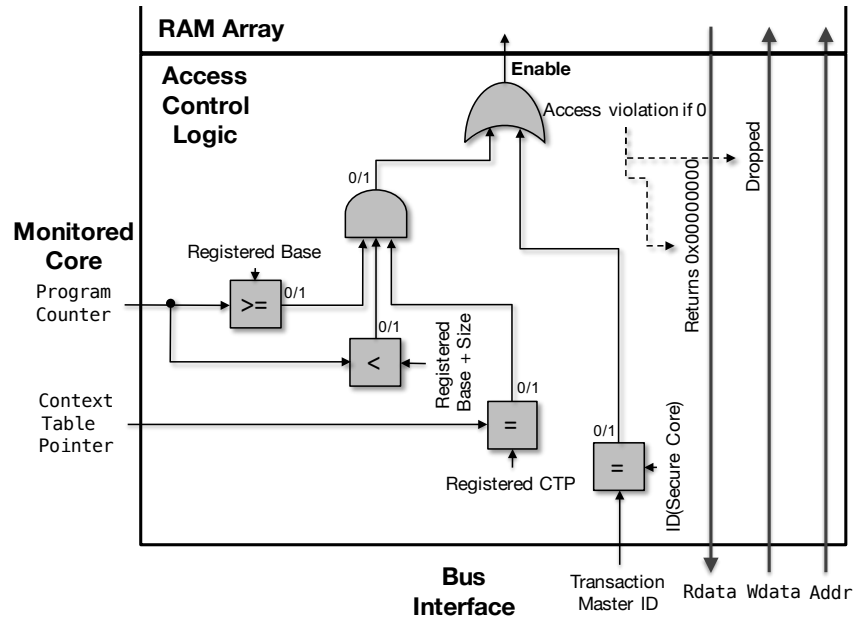 RAM Array
Enable
Access
Control
Logic
Access violation if 0
Dropped
Returns 0x00000000
0/1
Monitored
Core
Registered Base
Program
Counter
>=
0/1
0/1
<
Registered
Base + Size
Context
Table
Pointer
0/1
=
Registered CTP
0/1
=
ID(Secure Core)
Bus
Interface
Transaction
Master ID
Rdata
Wdata
Addr